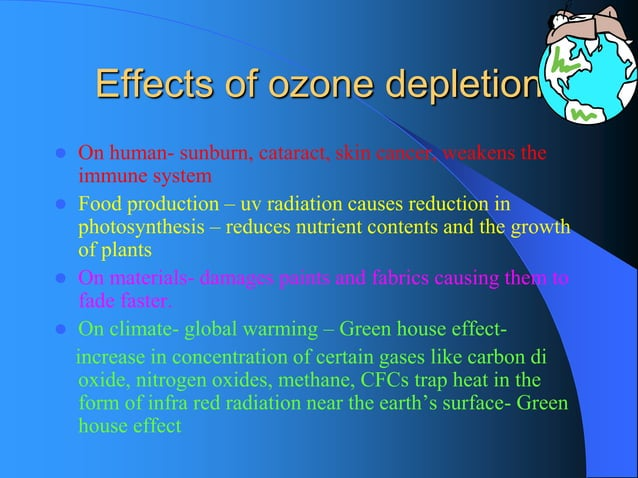 Effects of ozone depletion
On human- sunburn, cataract, skin cancer, weakens the
immune system
Food production – uv radiation causes reduction in
photosynthesis – reduces nutrient contents and the growth
of plants
On materials- damages paints and fabrics causing them to
fade faster.
On climate- global warming – Green house effect-
increase in concentration of certain gases like carbon di
oxide, nitrogen oxides, methane, CFCs trap heat in the
form of infra red radiation near the earth’s surface- Green
house effect